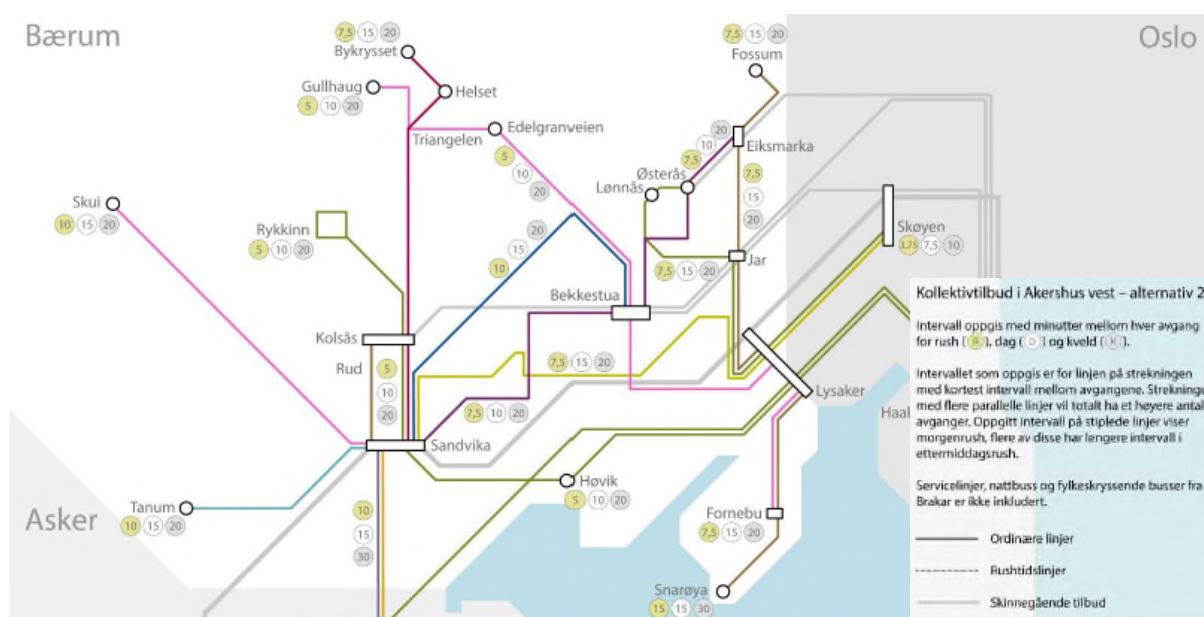 Bærum
Oslo
7,5 15 20
Bykrysset
7,5 15 20
Fossum
Gullhaug
5 10 20
Helset
Triangelen
Edelgranveien
5
10
20
20
10
7,5
Eiksmarka
Østerås
Lønnås
7,5
15
20
Skui
10 15 20
Rykkinn
5 10 20
20
15
10
Skøyen
3,75 7,5 10
7,5 15 20
Jar
Bekkestua
Kolsås
Rud
5
10
20
7,5 15 20
Lysaker
7,5 10 20
Sandvika
Høvik
5 10 20
Tanum
10 15 20
Asker
10
15
30
Fornebu
7,5 15 20
Snarøya
15 15 30
Haa
Kollektivtilbud i Akershus vest – alternativ 2
Intervall oppgis med minutter mellom hver avgang
for rush ( ), dag ( ) og kveld ( ).
Intervallet som oppgis er for linjen på strekningen
med kortest intervall mellom avgangene. Strekninge
med flere parallelle linjer vil totalt ha et høyere antal
avganger. Oppgitt intervall på stiplede linjer viser
morgenrush, flere av disse har lengere intervall i
ettermiddagsrush.
Servicelinjer, nattbuss og fylkeskryssende busser fra
Brakar er ikke inkludert.
Ordinære linjer
Rushtidslinjer
Skinnegående tilbud